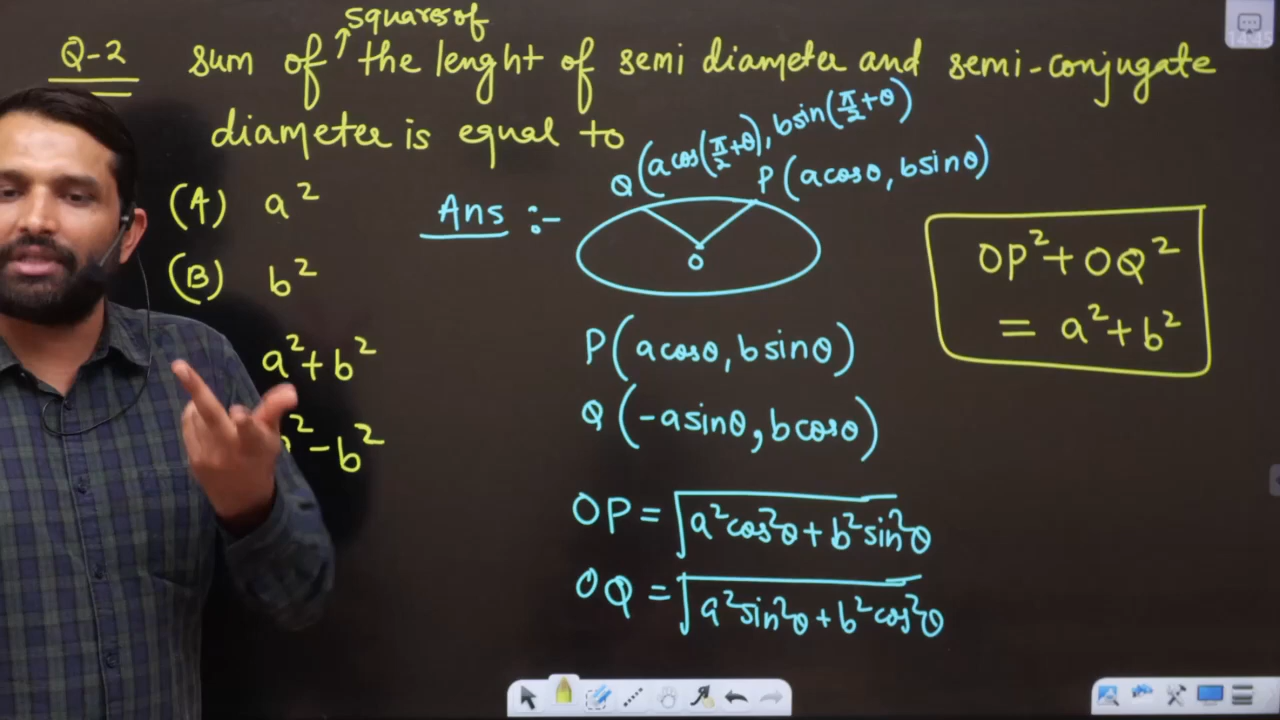 squares of
Q-2 sum of ↑ the lenght of semi diameter and semi-conjugate
diameter is equal to
Q(a cos(π/2+θ), b sin(π/2+θ)
P(a cosθ, b sinθ)
(A) a²
(B) b²
a²+b²
²-b²
Ans :-
O
P(a cosθ, b sinθ)
Q(-a sinθ, b cosθ)
OP = √a²cos²θ + b²sin²θ
OQ = √a²sin²θ + b²cos²θ
OP²+OQ²
= a²+b²